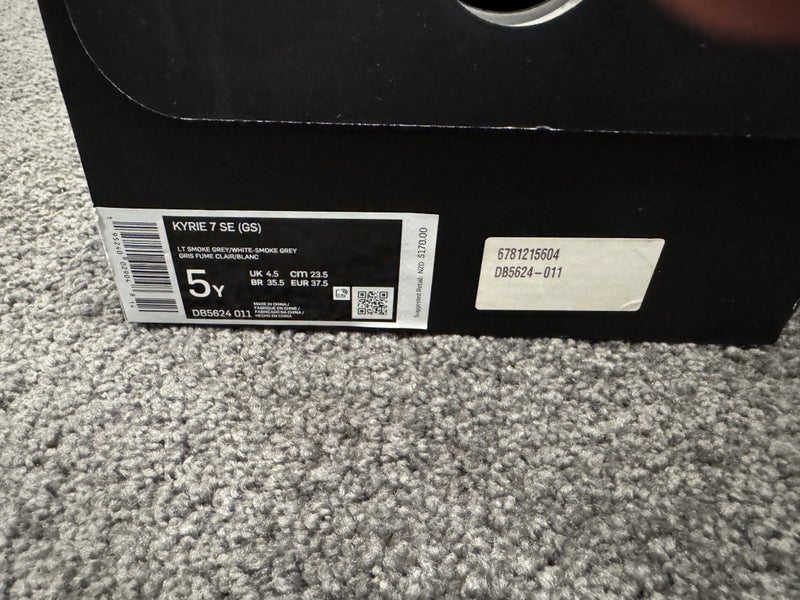 KYRIE 7 SE (GS)
LT SMOKE GREY/WHITE-SMOKE GREY
GRIS FUME CLAIR/BLANC
5Y
UK 4.5 cm 23.5
BR 35.5 EUR 37.5
MADE IN CHINA /
FABRIQUE EN CHINE /
FABRICADO NA CHINA /
HECHO EN CHINA
DB5624 011
Suggested Retail: NZD $170.00
6781215604
DB5624-011